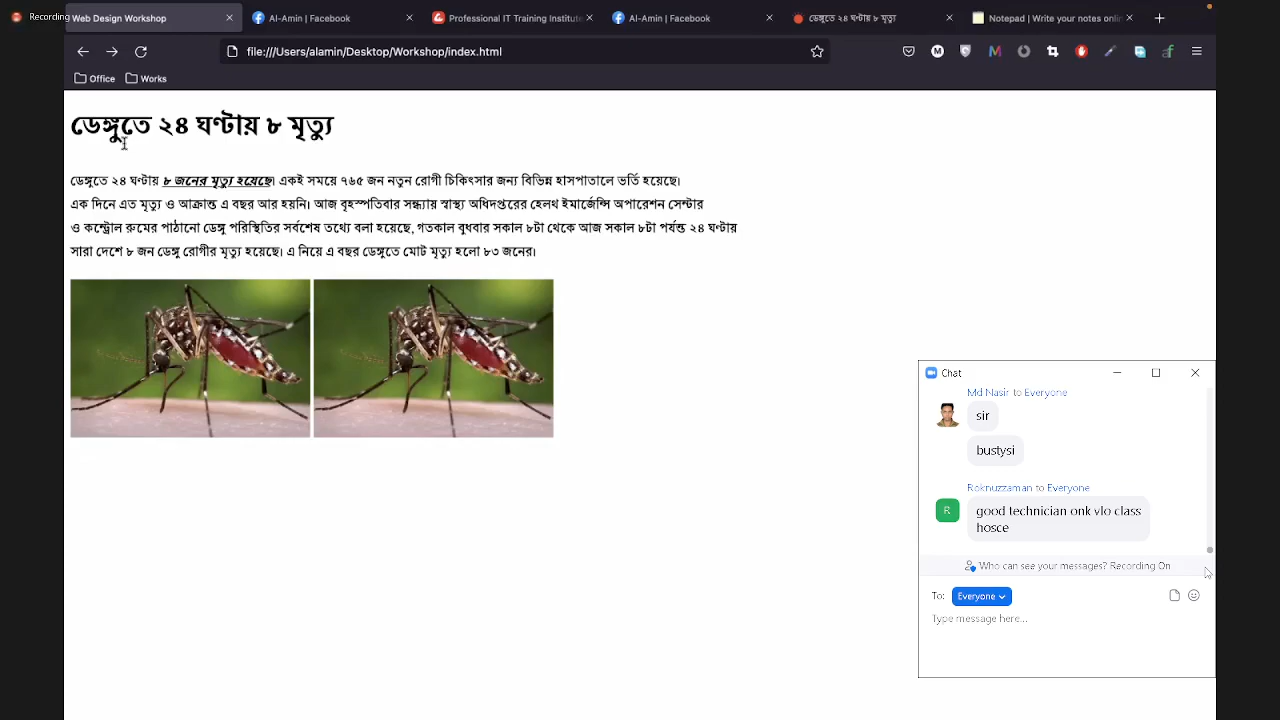 Recording
Web Design Workshop
Al-Amin | Facebook
Professional IT Training Institute
Al-Amin | Facebook
ডেঙ্গুতে ২৪ ঘণ্টায় ৮ মৃত্যু
Notepad | Write your notes onlin
file:///Users/alamin/Desktop/Workshop/index.html
Office
Works
ডেঙ্গুতে ২৪ ঘণ্টায় ৮ মৃত্যু
ডেঙ্গুতে ২৪ ঘণ্টায় ৮ জনের মৃত্যু হয়েছে। একই সময়ে ৭৬৫ জন নতুন রোগী চিকিৎসার জন্য বিভিন্ন হাসপাতালে ভর্তি হয়েছে।
এক দিনে এত মৃত্যু ও আক্রান্ত এ বছর আর হয়নি। আজ বৃহস্পতিবার সন্ধ্যায় স্বাস্থ্য অধিদপ্তরের হেলথ ইমার্জেন্সি অপারেশন সেন্টার
ও কন্ট্রোল রুমের পাঠানো ডেঙ্গু পরিস্থিতির সর্বশেষ তথ্যে বলা হয়েছে, গতকাল বুধবার সকাল ৮টা থেকে আজ সকাল ৮টা পর্যন্ত ২৪ ঘণ্টায়
সারা দেশে ৮ জন ডেঙ্গু রোগীর মৃত্যু হয়েছে। এ নিয়ে এ বছর ডেঙ্গুতে মোট মৃত্যু হলো ৮৩ জনের।
Chat
Md Nasir to Everyone
sir
bustysi
Roknuzzaman to Everyone
R
good technician onk vlo class
hosce
Who can see your messages? Recording On
To: Everyone
Type message here...